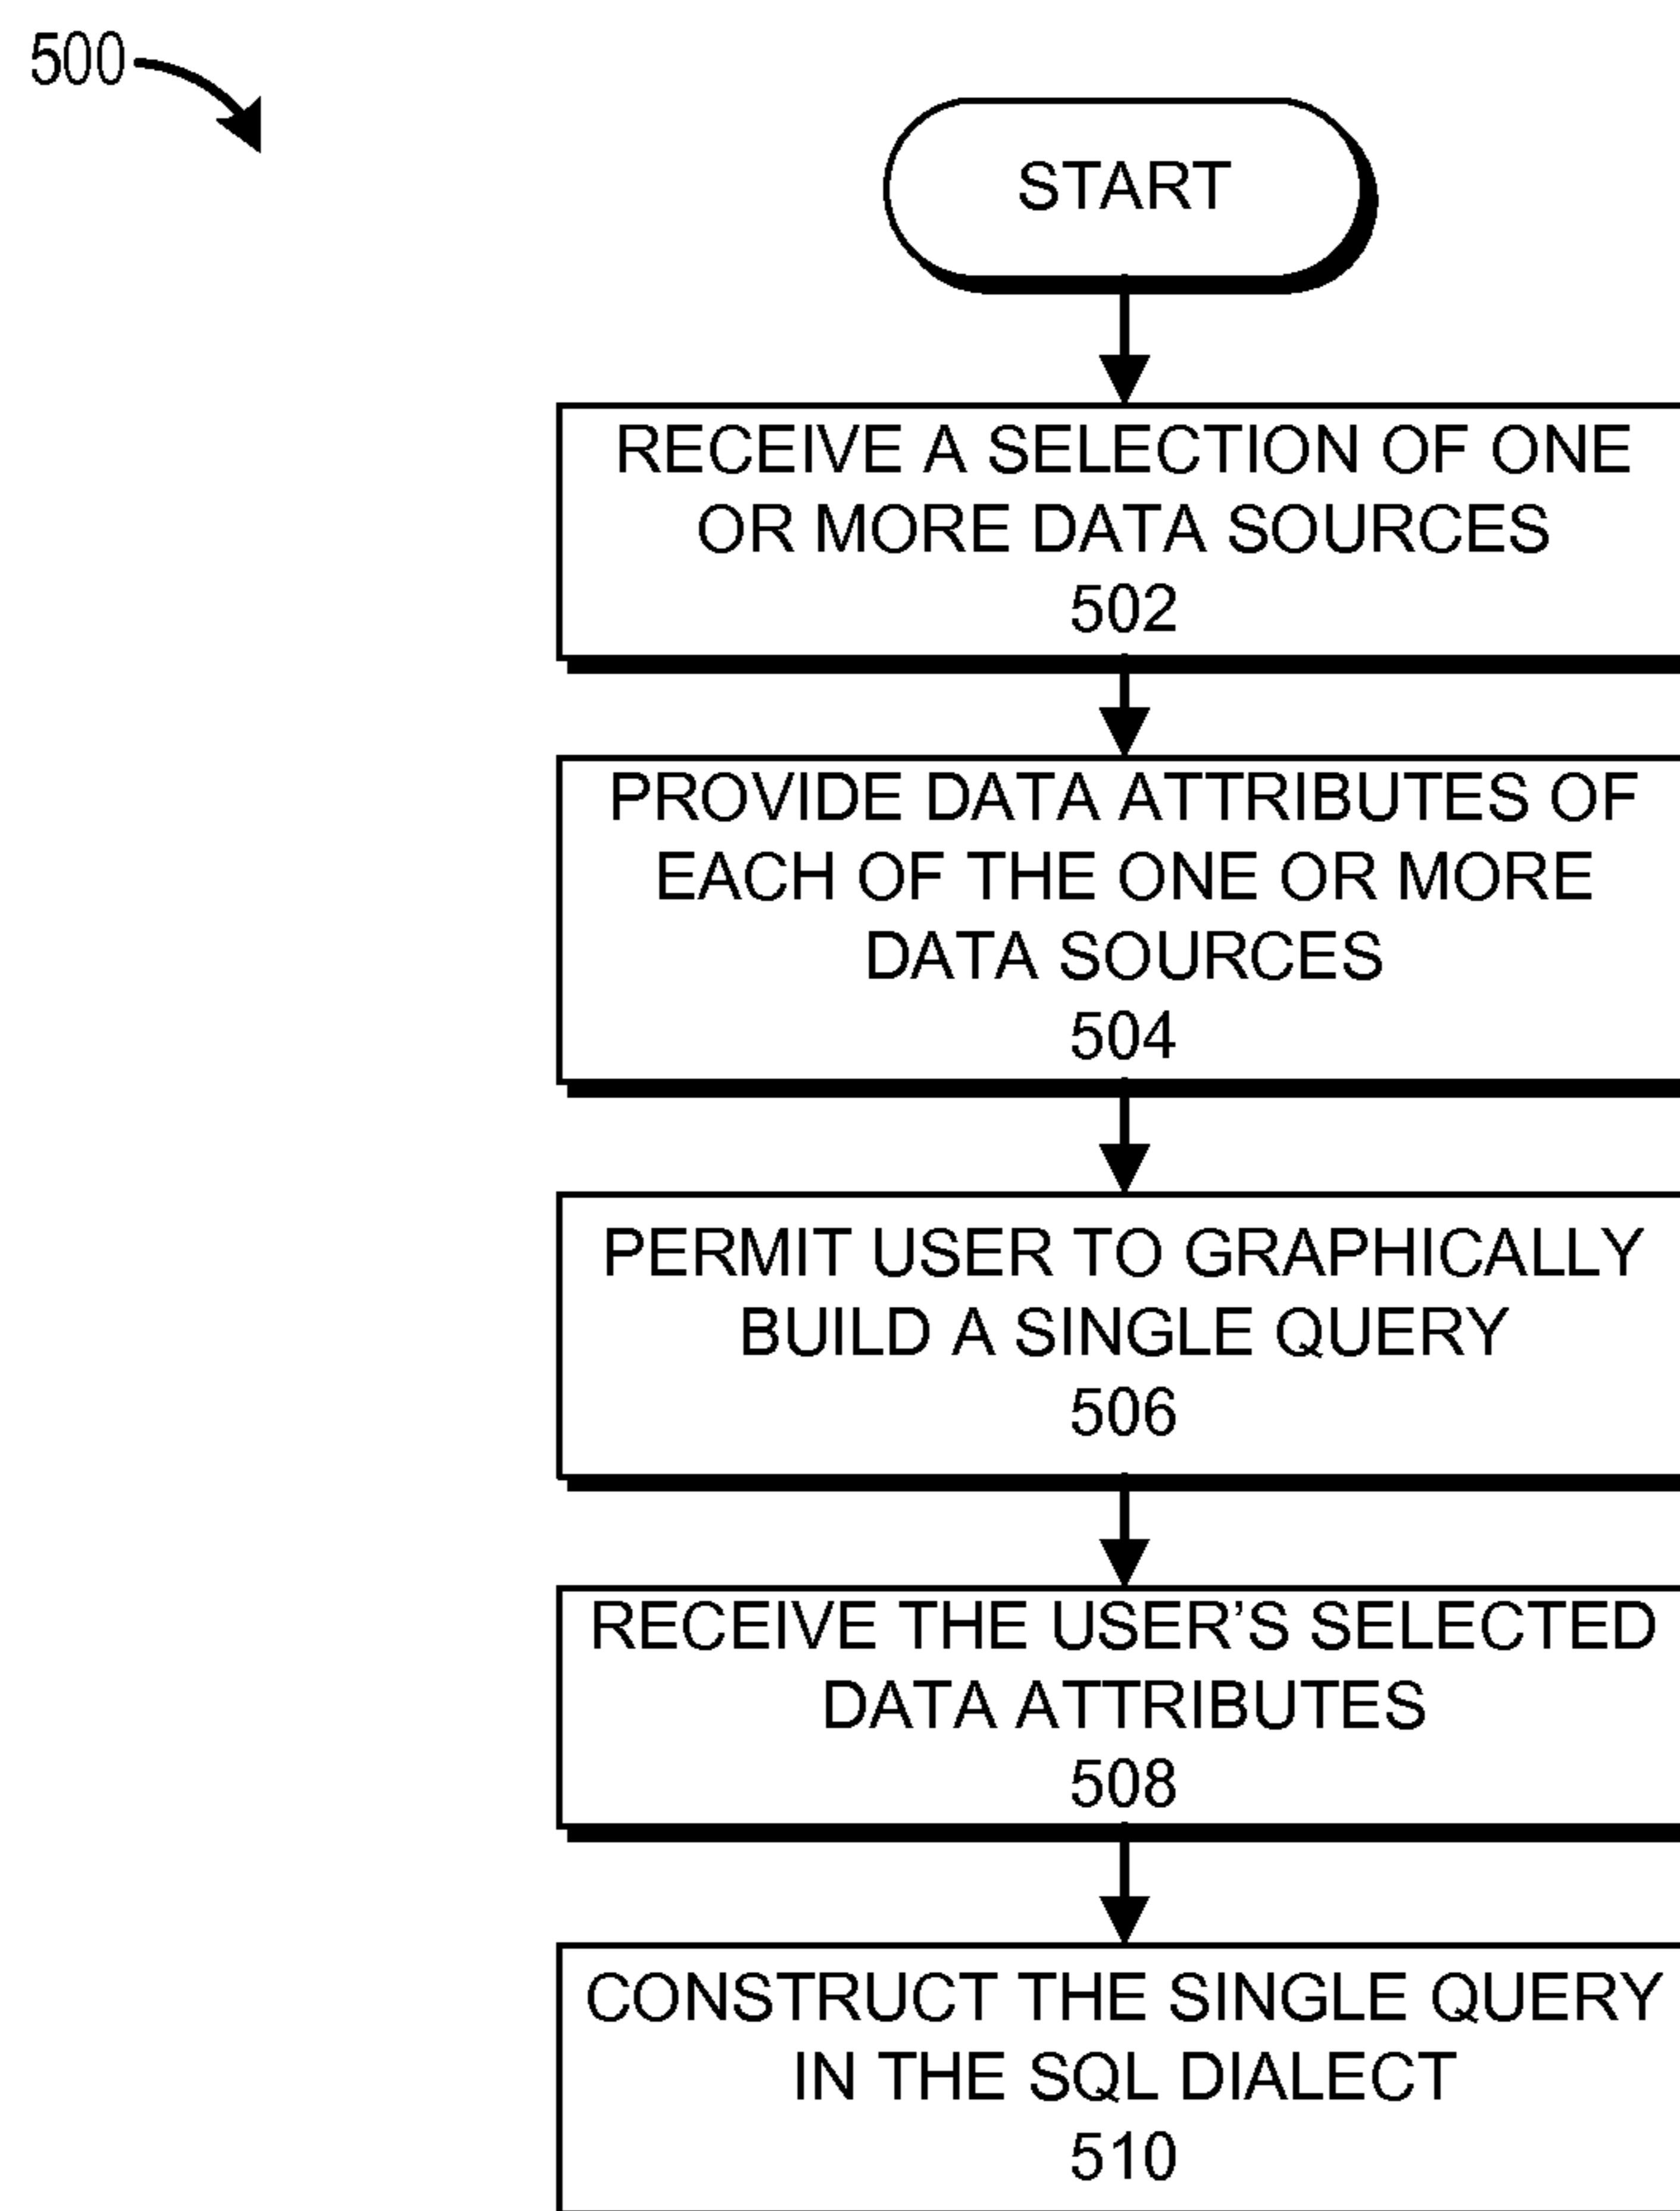 500
START
RECEIVE A SELECTION OF ONE
OR MORE DATA SOURCES
502
PROVIDE DATA ATTRIBUTES OF
EACH OF THE ONE OR MORE
DATA SOURCES
504
PERMIT USER TO GRAPHICALLY
BUILD A SINGLE QUERY
506
RECEIVE THE USER’S SELECTED
DATA ATTRIBUTES
508
CONSTRUCT THE SINGLE QUERY
IN THE SQL DIALECT
510